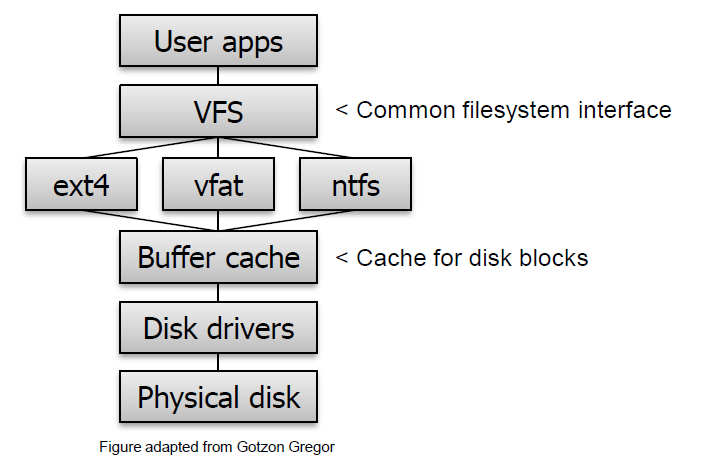 User apps
VFS
< Common filesystem interface
ext4
vfat
ntfs
Buffer cache
< Cache for disk blocks
Disk drivers
Physical disk
Figure adapted from Gotzon Gregor